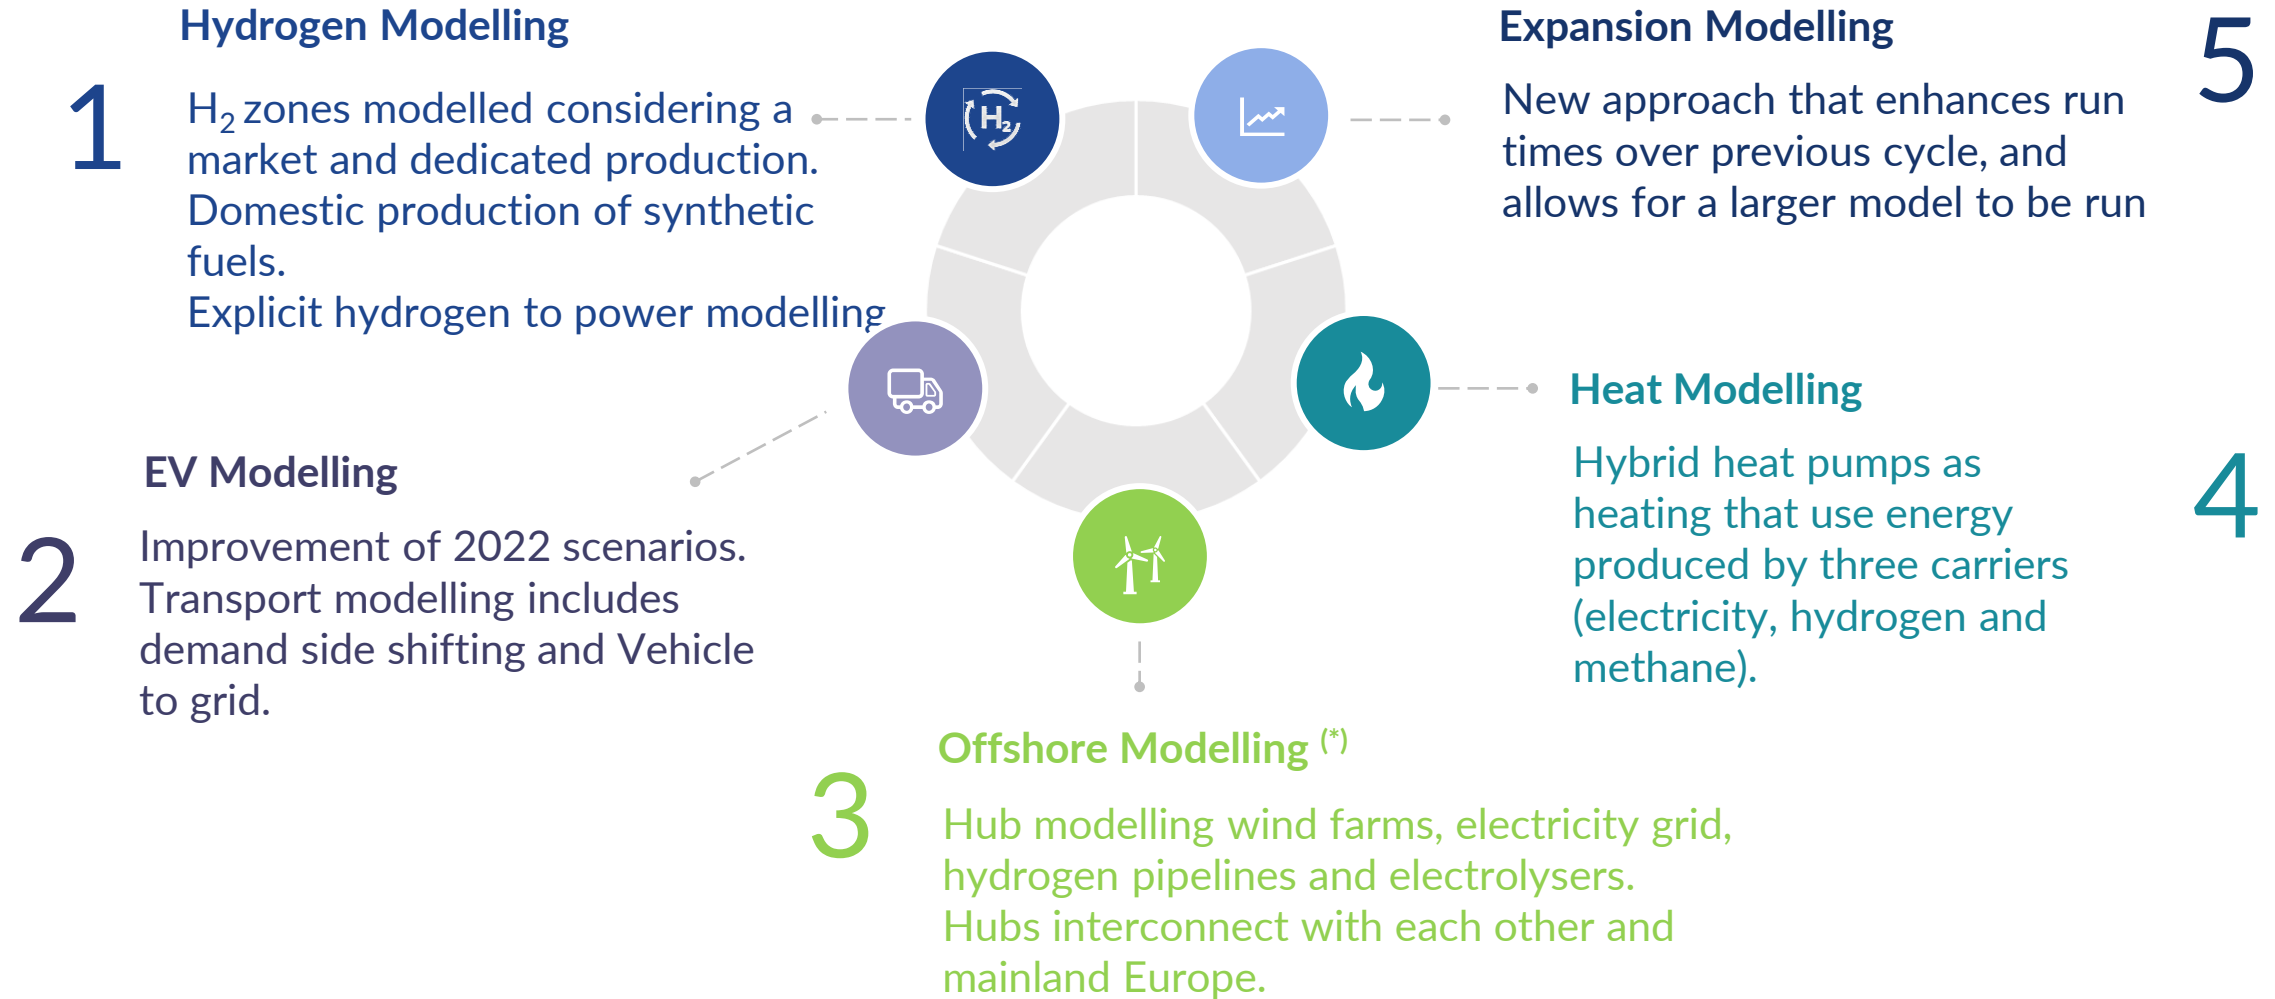 Hydrogen Modelling
1
H₂ zones modelled considering a
market and dedicated production.
Domestic production of synthetic
fuels.
Explicit hydrogen to power modelling
H₂
EV Modelling
2
Improvement of 2022 scenarios.
Transport modelling includes
demand side shifting and Vehicle
to grid.
Offshore Modelling (*)
3
Hub modelling wind farms, electricity grid,
hydrogen pipelines and electrolysers.
Hubs interconnect with each other and
mainland Europe.
Heat Modelling
4
Hybrid heat pumps as
heating that use energy
produced by three carriers
(electricity, hydrogen and
methane).
Expansion Modelling
5
New approach that enhances run
times over previous cycle, and
allows for a larger model to be run